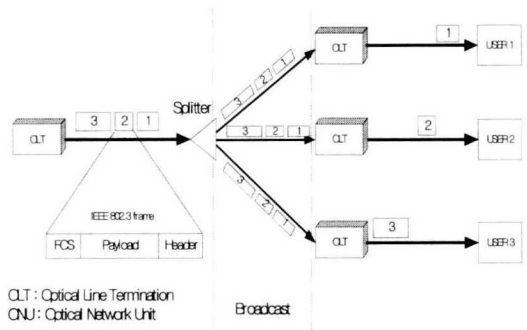 OLT
3 2 1
Splitter
3 2 1
3 2 1
3 2 1
OLT
1
USER 1
OLT
2
USER 2
OLT
3
USER 3
IEEE 802.3 frame
FCS Payload Header
OLT : Optical Line Termination
ONU : Optical Network Unit
Broadcast